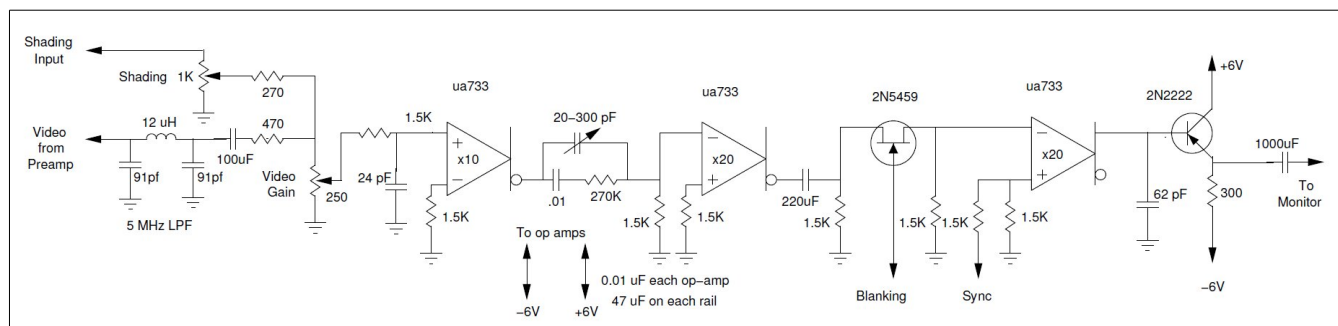 Shading
Input
Shading
1K
270
12 uH
470
Video
from
Preamp
100uF
91pf
91pf
Video
Gain
250
5 MHz LPF
1.5K
24 pF
ua733
+
x10
−
1.5K
20−300 pF
.01
270K
1.5K
ua733
−
x20
+
1.5K
To op amps
−6V
+6V
0.01 uF each op−amp
47 uF on each rail
220uF
1.5K
2N5459
Blanking
1.5K
1.5K
Sync
ua733
−
x20
+
1.5K
62 pF
2N2222
+6V
300
−6V
1000uF
To
Monitor